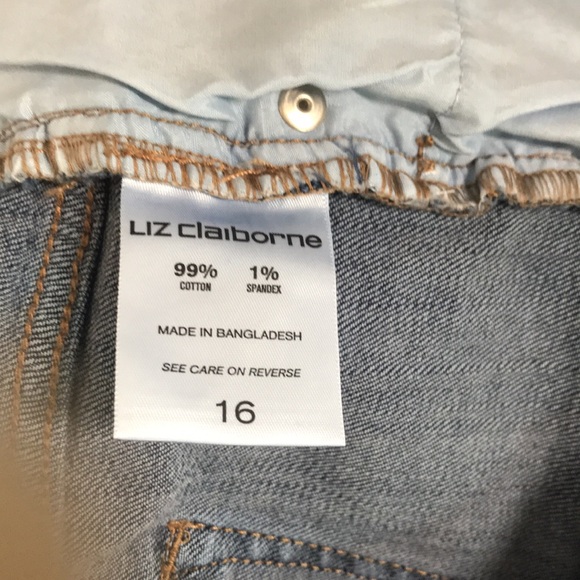 LIZ claiborne
99% 1%
COTTON SPANDEX
MADE IN BANGLADESH
SEE CARE ON REVERSE
16